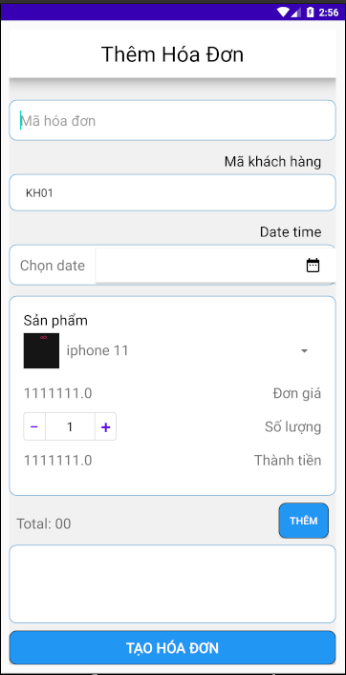 2:56
Thêm Hóa Đơn
Mã hóa đơn
Mã khách hàng
KH01
Date time
Chọn date
Sản phẩm
iphone 11
1111111.0 Đơn giá
- 1 + Số lượng
1111111.0 Thành tiền
Total: 00 THÊM
TẠO HÓA ĐƠN